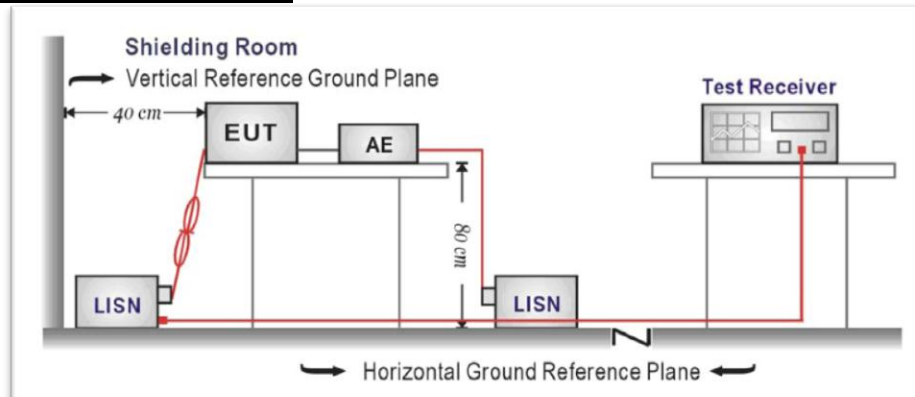 Shielding Room
Vertical Reference Ground Plane
40 cm
EUT
AE
Test Receiver
80 cm
LISN
LISN
Horizontal Ground Reference Plane